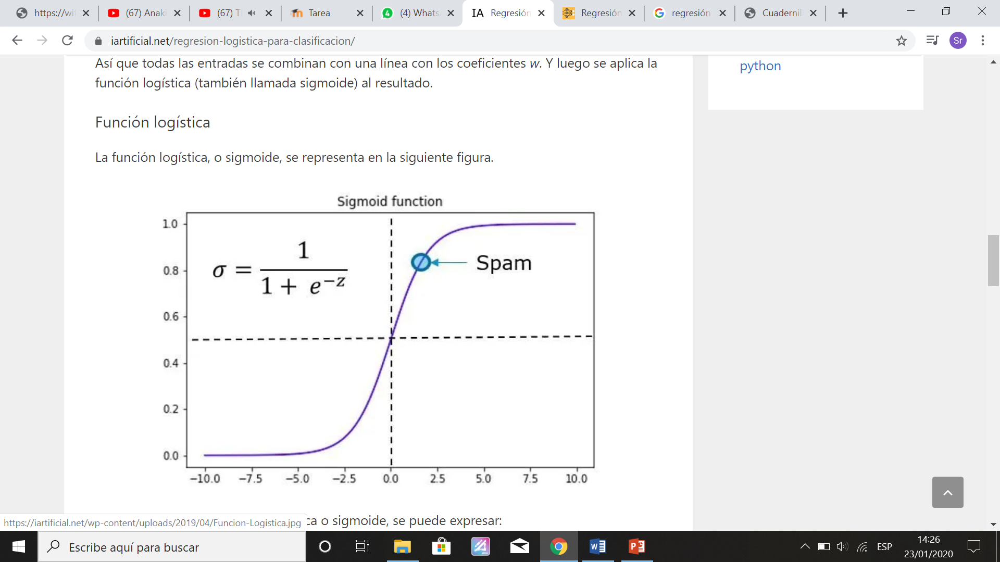 https://wi
(67) Anaki
(67) T
Tarea
(4) Whats
IA Regresión
Regresión
regresión
Cuadernil
iartificial.net/regresion-logistica-para-clasificacion/
Sr
Así que todas las entradas se combinan con una línea con los coeficientes w. Y luego se aplica la
función logística (también llamada sigmoide) al resultado.
python
Función logística
La función logística, o sigmoide, se representa en la siguiente figura.
Sigmoid function
1.0
0.8
0.6
0.4
0.2
0.0
σ = 1 / (1 + e^−z)
Spam
−10.0 −7.5 −5.0 −2.5 0.0 2.5 5.0 7.5 10.0
https://iartificial.net/wp-content/uploads/2019/04/Funcion-Logistica.jpg
ca o sigmoide, se puede expresar:
Escribe aquí para buscar
ESP
14:26
23/01/2020